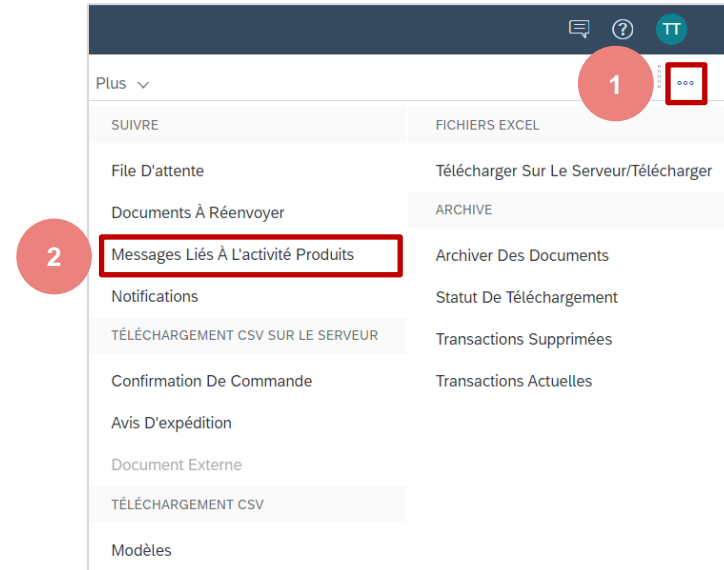 TT
Plus
1
SUIVRE
File D'attente
Documents À Réenvoyer
2
Messages Liés À L'activité Produits
Notifications
TÉLÉCHARGEMENT CSV SUR LE SERVEUR
Confirmation De Commande
Avis D'expédition
Document Externe
TÉLÉCHARGEMENT CSV
Modèles
FICHIERS EXCEL
Télécharger Sur Le Serveur/Télécharger
ARCHIVE
Archiver Des Documents
Statut De Téléchargement
Transactions Supprimées
Transactions Actuelles